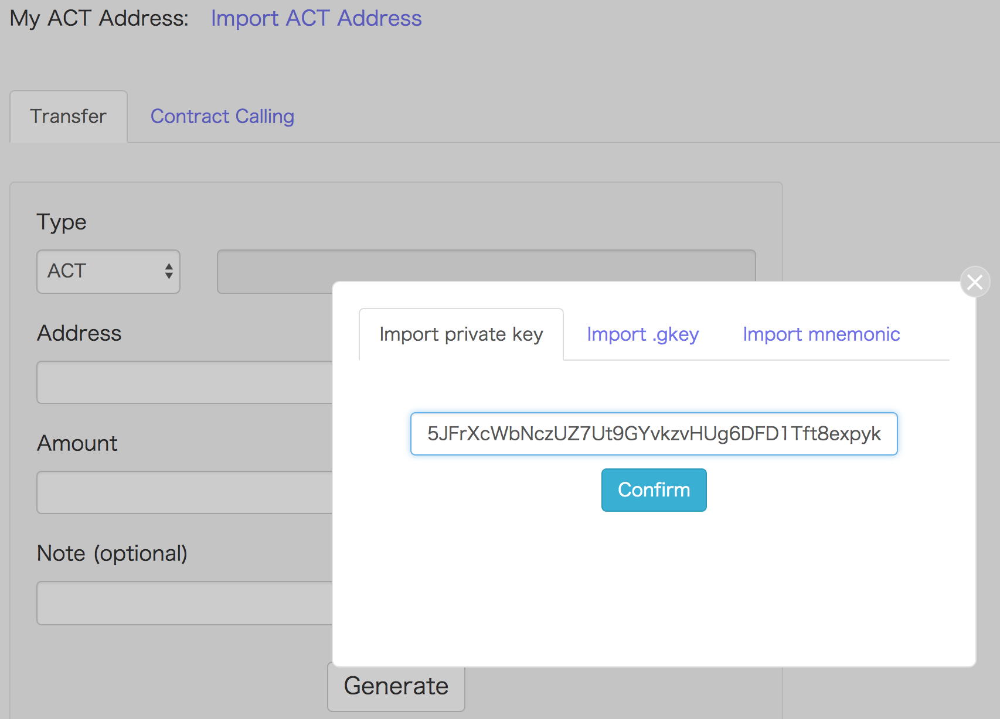 My ACT Address: Import ACT Address
Transfer Contract Calling
Type
ACT
Address
Amount
Note (optional)
Generate
Import private key Import .gkey Import mnemonic
5JFrXcWbNczUZ7Ut9GYvkzvHUg6DFD1Tft8expyk
Confirm